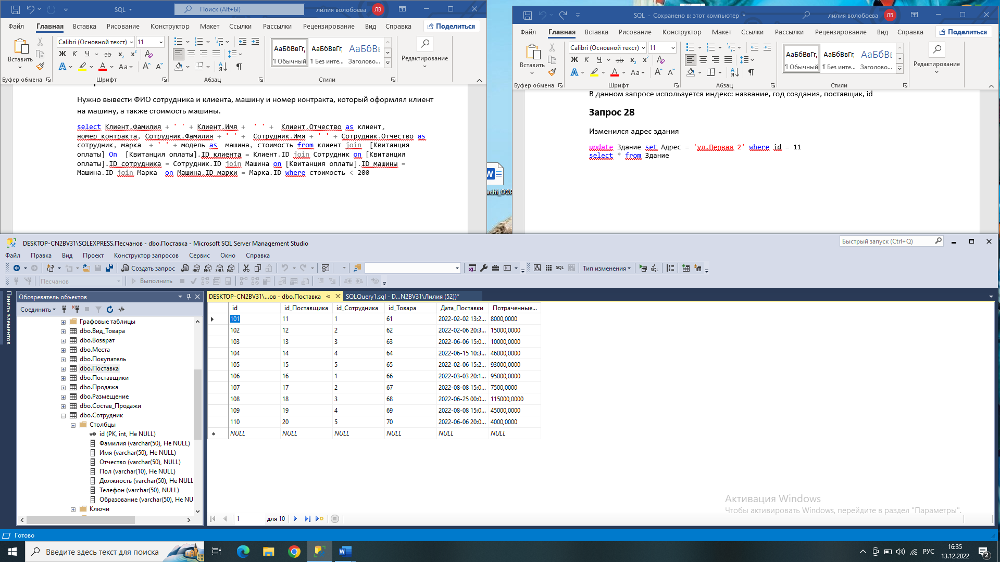 SQL
Поиск (Alt+Ы)
лилия волобоева
ЛВ
Файл Главная Вставка Рисование Конструктор Макет Ссылки Рассылки Рецензирование Вид Справка Поделиться
Вставить
Calibri (Основной текст) 11
Ж К Ч ab x₂ x²
АаБбВвГг, АаБбВвГг, АаБбВв
¶ Обычный ¶ Без инте... Заголово...
Редактирование
Буфер обмена Шрифт Абзац Стили
Нужно вывести ФИО сотрудника и клиента, машину и номер контракта, который оформлял клиент
на машину, а также стоимость машины.
select Клиент.Фамилия + ' ' + Клиент.Имя + ' ' + Клиент.Отчество as клиент,
номер_контракта, Сотрудник.Фамилия + ' ' + Сотрудник.Имя + ' ' + Сотрудник.Отчество as
сотрудник, марка + ' ' + модель as машина, стоимость from клиент join [Квитанция
оплаты] On [Квитанция оплаты].ID_клиента = Клиент.ID join Сотрудник on [Квитанция
оплаты].ID_сотрудника = Сотрудник.ID join Машина on [Квитанция оплаты].ID_машины =
Машина.ID join Марка on Машина.ID_марки = Марка.ID where стоимость < 200
achi_OOP
SQL - Сохранено в: этот компьютер
лилия волобоева
ЛВ
Файл Главная Вставка Рисование Конструктор Макет Ссылки Рассылки Рецензирование Вид Справка Поделиться
Вставить
Calibri (Основной текст) 11
Ж К Ч ab x₂ x²
АаБбВвГг, АаБбВвГг, АаБбВв
¶ Обычный ¶ Без инте... Заголово...
Редактирование
Буфер обмена Шрифт Абзац Стили
В данном запросе используется индекс: название, год создания, поставщик, id
Запрос 28
Изменился адрес здания
update Здание set Адрес = 'ул.Первая 2' where id = 11
select * from Здание
DESKTOP-CN2BV31\SQLEXPRESS.Песчанов - dbo.Поставка - Microsoft SQL Server Management Studio
Быстрый запуск (Ctrl+Q)
Файл Правка Вид Проект Конструктор запросов Сервис Окно Справка
Создать запрос MDX DMX XMLA DAX SQL Тип изменения
Песчанов Выполнить
Панель элементов
Обозреватель объектов
Соединить
Графовые таблицы
dbo.Вид_Товара
dbo.Возврат
dbo.Места
dbo.Покупатель
dbo.Поставка
dbo.Поставщики
dbo.Продажа
dbo.Размещение
dbo.Состав_Продажи
dbo.Сотрудник
Столбцы
id (PK, int, Не NULL)
Фамилия (varchar(50), Не NULL)
Имя (varchar(50), Не NULL)
Отчество (varchar(50), NULL)
Пол (varchar(10), Не NULL)
Должность (varchar(50), Не NULL
Телефон (varchar(50), NULL)
Образование (varchar(50), Не NU
Ключи
DESKTOP-CN2BV31\...ов - dbo.Поставка
SQLQuery1.sql - D...N2BV31\Лилия (52))*
id id_Поставщика id_Сотрудника id_Товара Дата_Поставки Потраченные...
101 11 1 61 2022-02-02 13:2... 8000,0000
102 12 2 62 2022-02-06 20:3... 15000,0000
103 13 3 63 2022-06-06 15:0... 10000,0000
104 14 4 64 2022-06-15 10:3... 46000,0000
105 15 5 65 2022-02-06 15:2... 93000,0000
106 16 1 66 2022-03-03 20:1... 95000,0000
107 17 2 67 2022-08-08 15:0... 7500,0000
108 18 3 68 2022-06-25 00:0... 115000,0000
109 19 4 69 2022-08-08 15:0... 45000,0000
110 20 5 70 2022-06-06 20:0... 4000,0000
NULL NULL NULL NULL NULL NULL
1 для 10
Активация Windows
Чтобы активировать Windows, перейдите в раздел "Параметры".
Готово
Введите здесь текст для поиска
РУС
16:35
13.12.2022
2